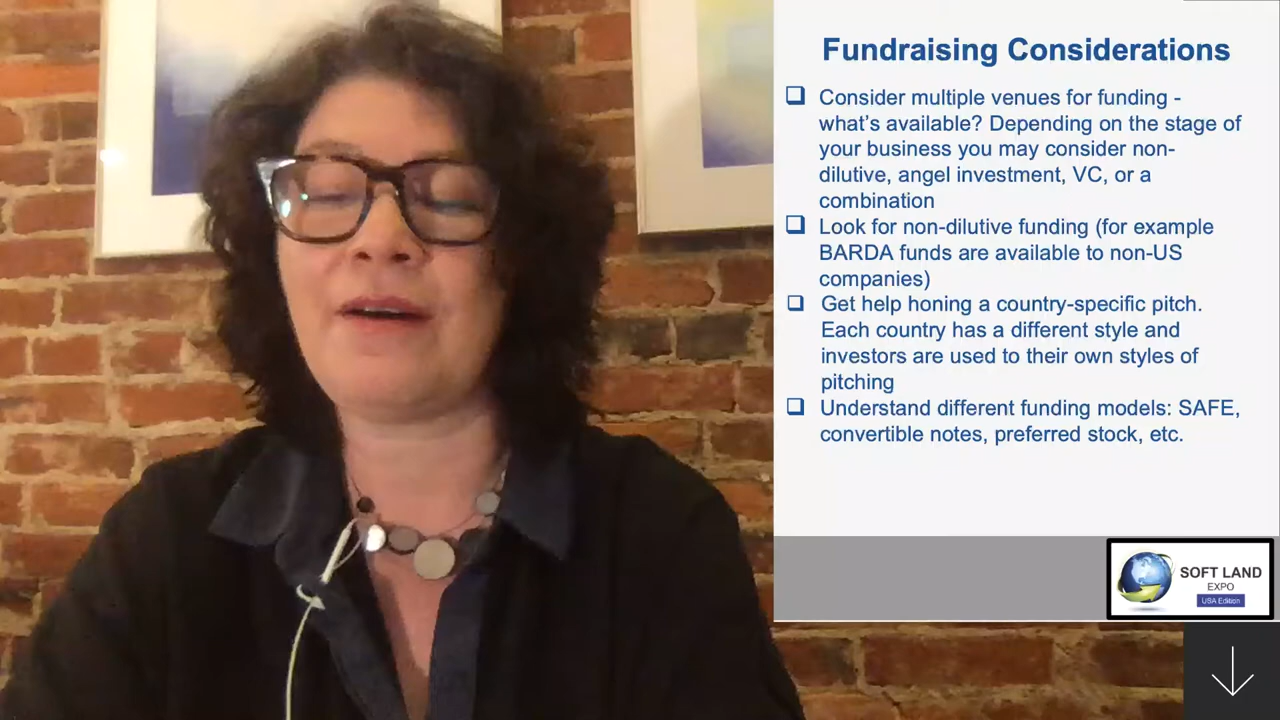 Fundraising Considerations
Consider multiple venues for funding -
what's available? Depending on the stage of
your business you may consider non-
dilutive, angel investment, VC, or a
combination
Look for non-dilutive funding (for example
BARDA funds are available to non-US
companies)
Get help honing a country-specific pitch.
Each country has a different style and
investors are used to their own styles of
pitching
Understand different funding models: SAFE,
convertible notes, preferred stock, etc.
SOFT LAND
EXPO
USA Edition